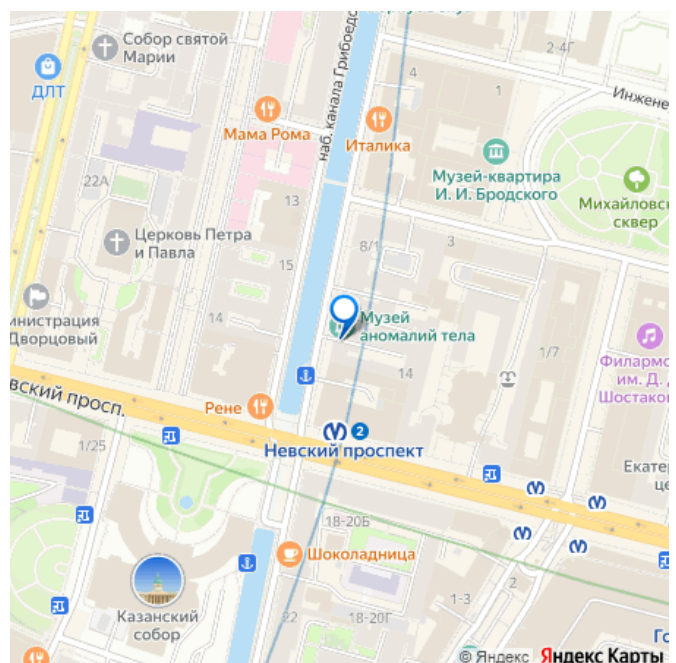 Собор святой
Марии
ДЛТ
2-4Г
4
1
Инжене
наб. канала Грибоедо
Мама Рома
Италика
Музей-квартира
И. И. Бродского
Михайловс
сквер
22А
13
Церковь Петра
и Павла
8/1
3
15
инистрация
Дворцовый
14
Музей
аномалий тела
14
1/7
Филармо
им. Д. Д
Шостаков
вский просп.
Рене
2
Невский проспект
1/25
Екатер
це
18-20Б
Шоколадница
1-3
2
22
18-20Г
Казанский
собор
Го
© Яндекс Яндекс Карты